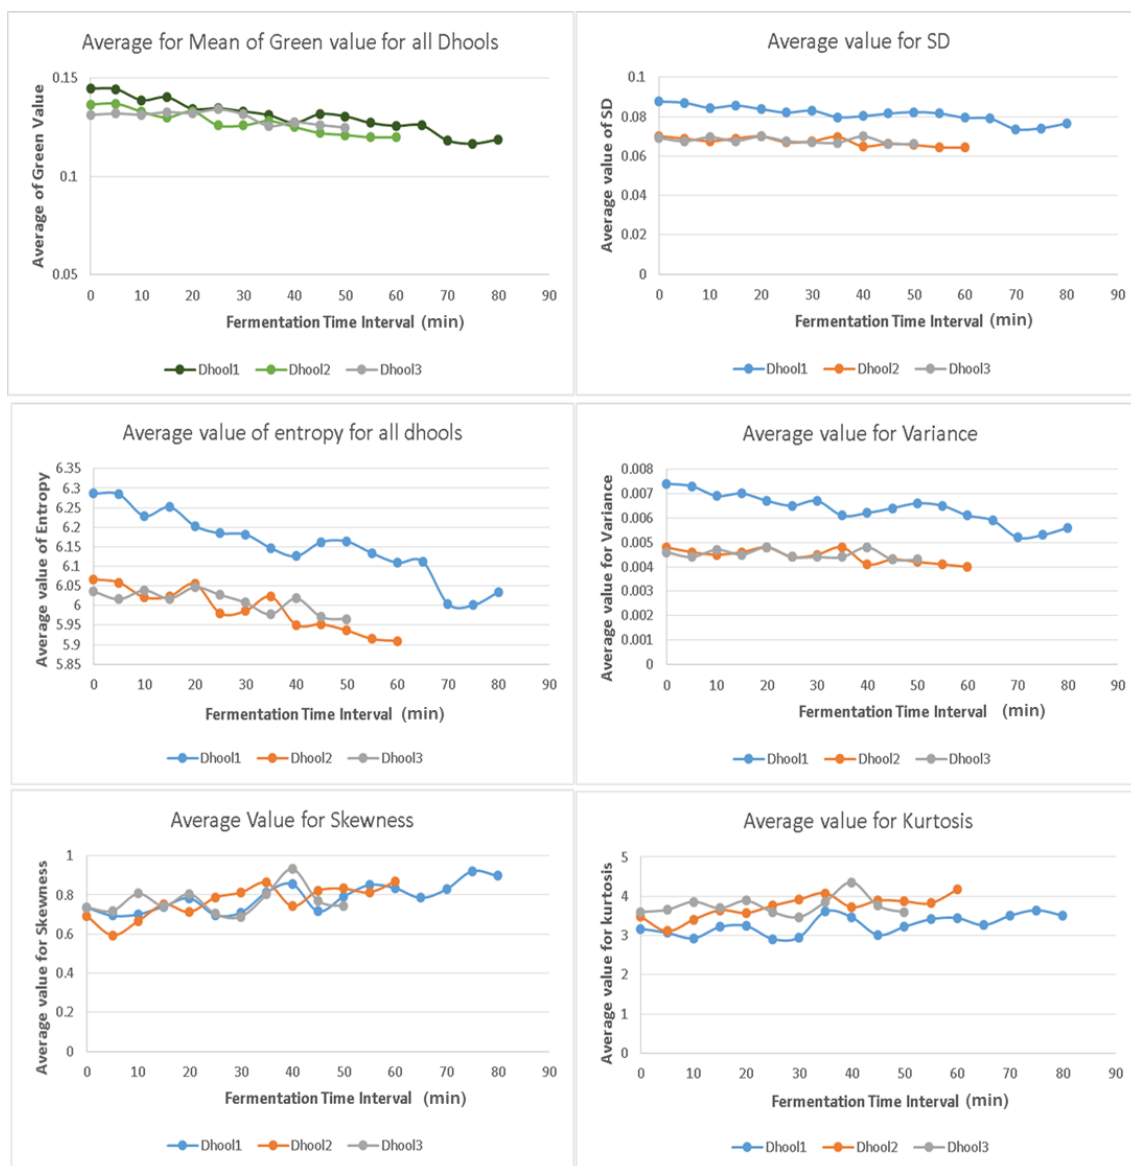 Average for Mean of Green value for all Dhools
Average of Green Value
0.15
0.1
0.05
0 10 20 30 40 50 60 70 80 90
Fermentation Time Interval (min)
Dhool1 Dhool2 Dhool3
Average value for SD
Average value of SD
0.1
0.08
0.06
0.04
0.02
0
0 10 20 30 40 50 60 70 80 90
Fermentation Time Interval (min)
Dhool1 Dhool2 Dhool3
Average value of entropy for all dhools
Average value of Entropy
6.35
6.3
6.25
6.2
6.15
6.1
6.05
6
5.95
5.9
5.85
0 10 20 30 40 50 60 70 80 90
Fermentation Time Interval (min)
Dhool1 Dhool2 Dhool3
Average value for Variance
Average value for Variance
0.008
0.007
0.006
0.005
0.004
0.003
0.002
0.001
0
0 10 20 30 40 50 60 70 80 90
Fermentation Time Interval (min)
Dhool1 Dhool2 Dhool3
Average Value for Skewness
Average value for Skewness
1
0.8
0.6
0.4
0.2
0
0 10 20 30 40 50 60 70 80 90
Fermentation Time Interval (min)
Dhool1 Dhool2 Dhool3
Average value for Kurtosis
Average value for kurtosis
5
4
3
2
1
0
0 10 20 30 40 50 60 70 80 90
Fermentation Time Interval (min)
Dhool1 Dhool2 Dhool3